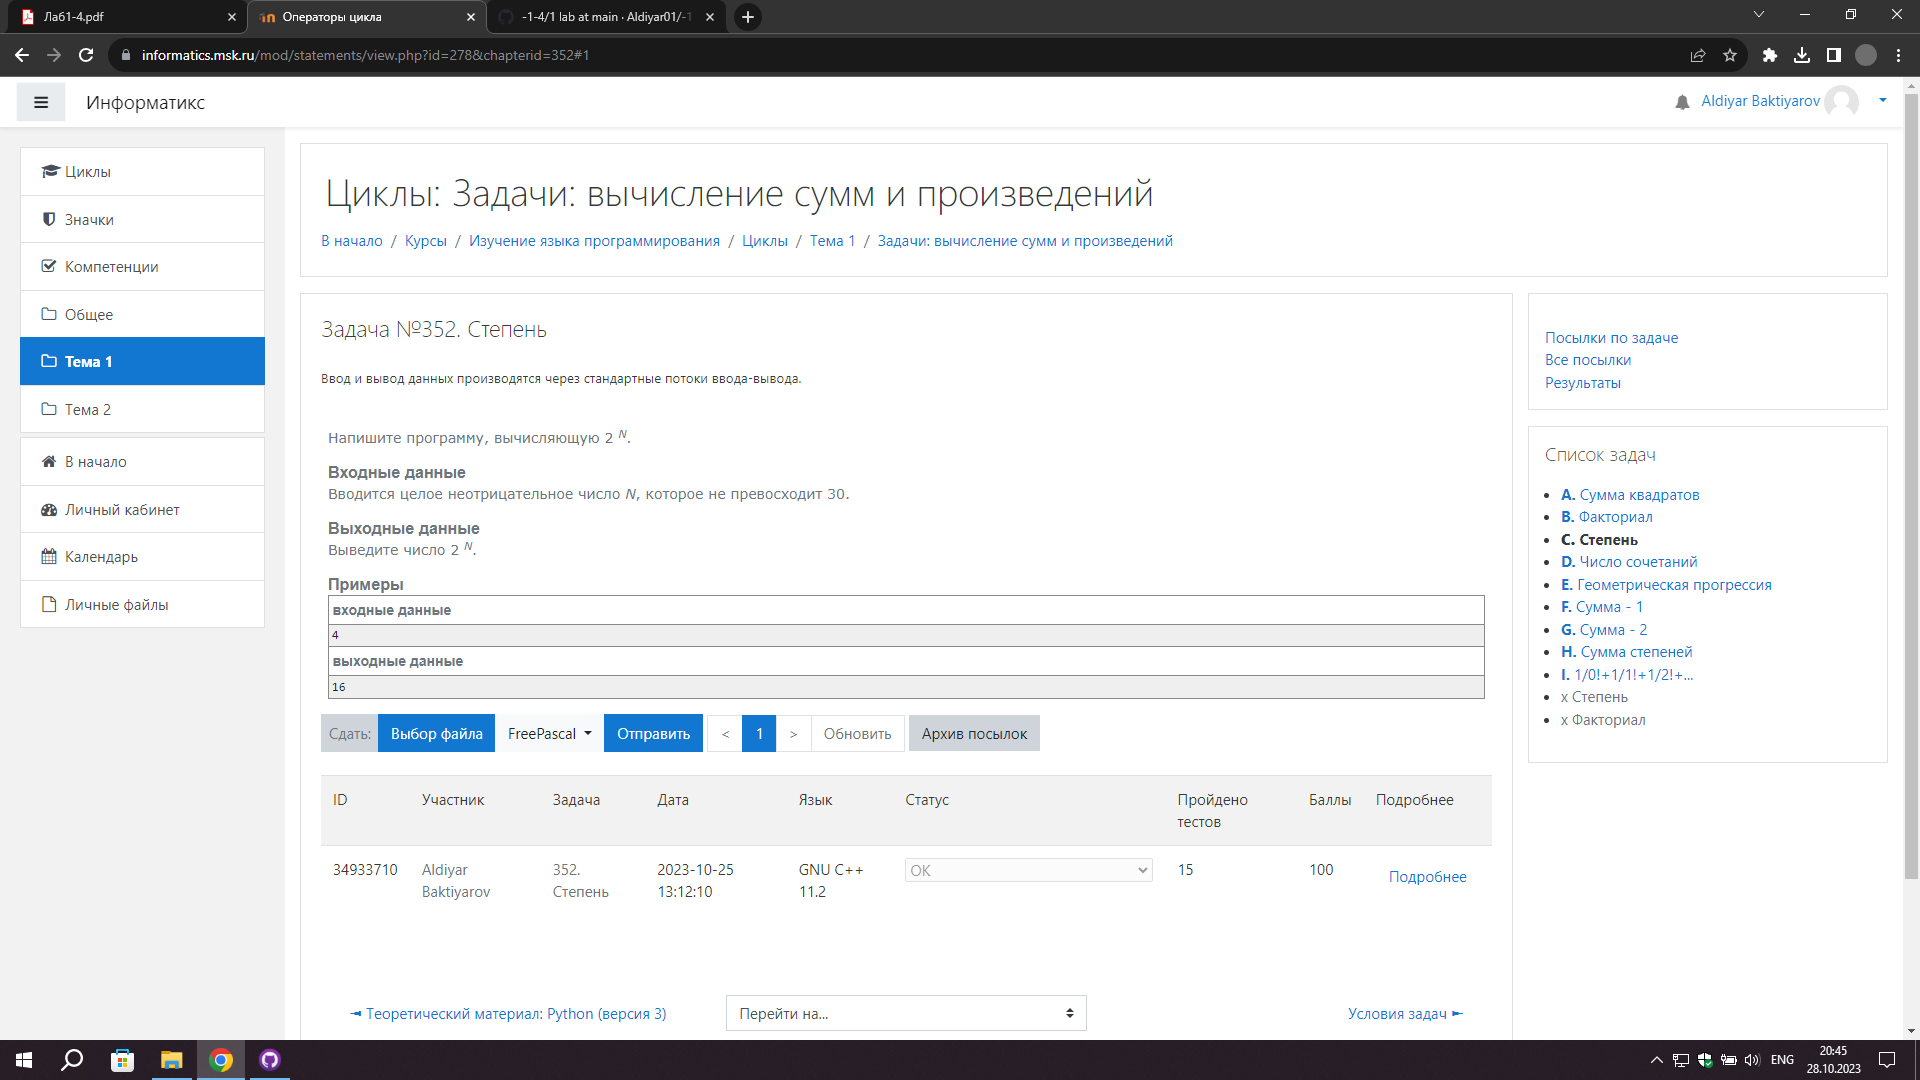 Лаб1-4.pdf
Операторы цикла
-1-4/1 lab at main · Aldiyar01/-1
informatics.msk.ru/mod/statements/view.php?id=278&chapterid=352#1
Информатикс
Aldiyar Baktiyarov
Циклы
Значки
Компетенции
Общее
Тема 1
Тема 2
В начало
Личный кабинет
Календарь
Личные файлы
Циклы: Задачи: вычисление сумм и произведений
В начало / Курсы / Изучение языка программирования / Циклы / Тема 1 / Задачи: вычисление сумм и произведений
Задача №352. Степень
Ввод и вывод данных производятся через стандартные потоки ввода-вывода.
Напишите программу, вычисляющую 2 N.
Входные данные
Вводится целое неотрицательное число N, которое не превосходит 30.
Выходные данные
Выведите число 2 N.
Примеры
входные данные
4
выходные данные
16
Сдать: Выбор файла FreePascal Отправить < 1 > Обновить Архив посылок
ID Участник Задача Дата Язык Статус Пройдено тестов Баллы Подробнее
34933710 Aldiyar Baktiyarov 352. Степень 2023-10-25 13:12:10 GNU C++ 11.2 OK 15 100 Подробнее
◄ Теоретический материал: Python (версия 3)
Перейти на...
Условия задач ►
Посылки по задаче
Все посылки
Результаты
Список задач
A. Сумма квадратов
B. Факториал
C. Степень
D. Число сочетаний
E. Геометрическая прогрессия
F. Сумма - 1
G. Сумма - 2
H. Сумма степеней
I. 1/0!+1/1!+1/2!+...
x Степень
x Факториал
ENG
20:45
28.10.2023